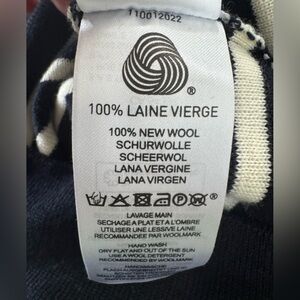 110012022
®
100% LAINE VIERGE
100% NEW WOOL
SCHURWOLLE
SCHEERWOL
LANA VERGINE
LANA VIRGEN
®
LAVAGE MAIN
SECHAGE A PLAT ET A L'OMBRE
UTILISER UNE LESSIVE LAINE
RECOMMANDEE PAR WOOLMARK
HAND WASH
DRY FLAT AND OUT OF THE SUN
USE A WOOL DETERGENT
RECOMMENDED BY WOOLMARK
HANDWÄSCHE